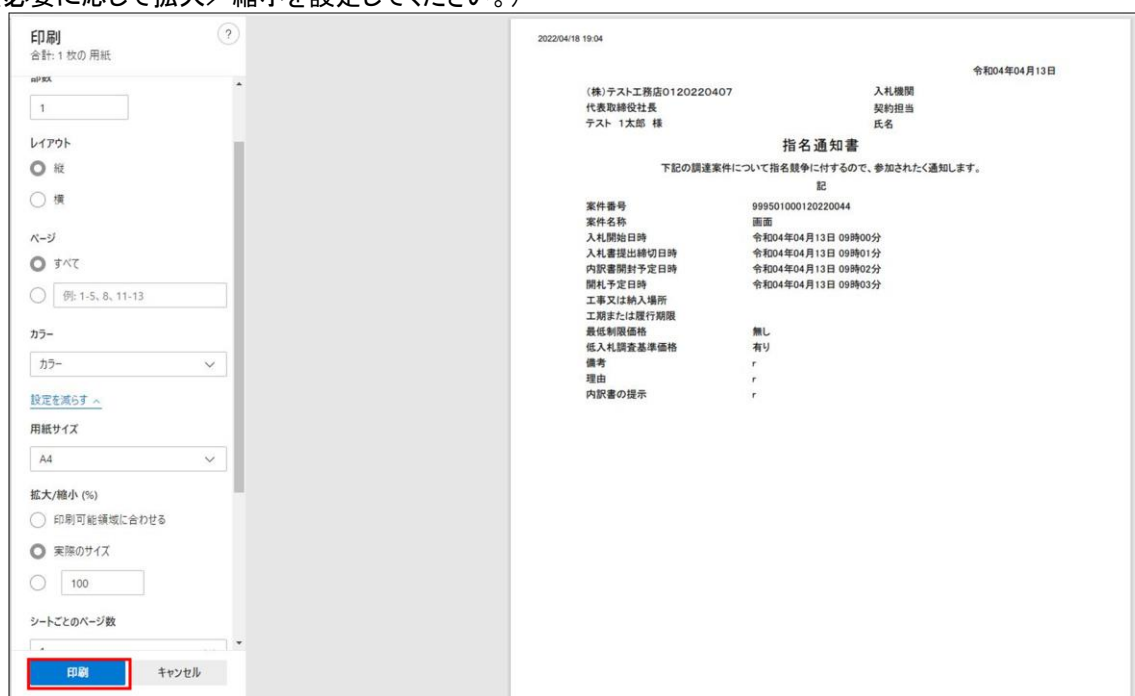 必要に応じて拡大／縮小を設定してください。）
印刷
?
合計: 1 枚の 用紙
部数
1
レイアウト
縦
横
ページ
すべて
例: 1-5、8、11-13
カラー
カラー
設定を減らす
用紙サイズ
A4
拡大/縮小 (%)
印刷可能領域に合わせる
実際のサイズ
100
シートごとのページ数
印刷
キャンセル
2022/04/18 19:04
令和04年04月13日
(株)テスト工務店0120220407
入札機関
代表取締役社長
契約担当
テスト 1太郎 様
氏名
指名通知書
下記の調達案件について指名競争に付するので、参加されたく通知します。
記
案件番号 999501000120220044
案件名称 画面
入札開始日時 令和04年04月13日 09時00分
入札書提出締切日時 令和04年04月13日 09時01分
内訳書開封予定日時 令和04年04月13日 09時02分
開札予定日時 令和04年04月13日 09時03分
工事又は納入場所
工期または履行期限
最低制限価格 無し
低入札調査基準価格 有り
備考 r
理由 r
内訳書の提示 r